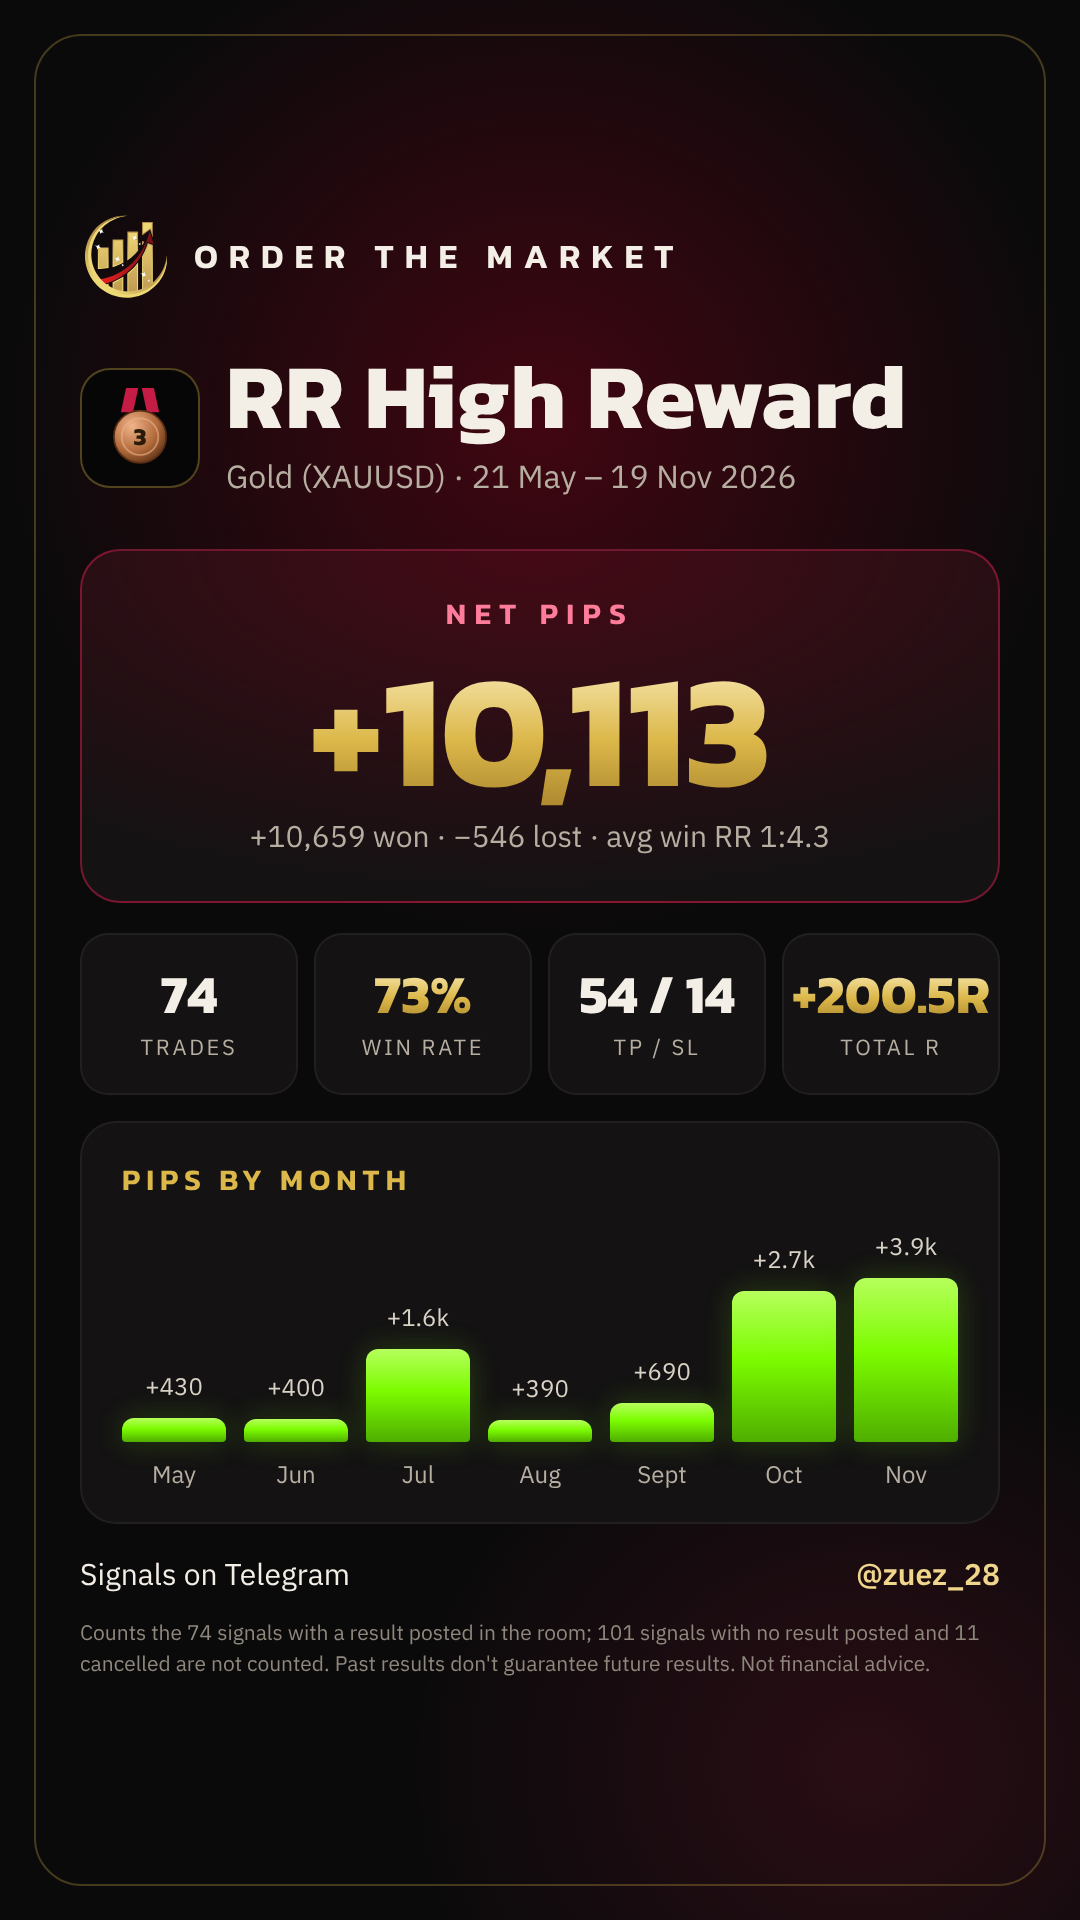 ORDER THE MARKET
3
RR High Reward
Gold (XAUUSD) · 21 May – 19 Nov 2026
NET PIPS
+10,113
+10,659 won · −546 lost · avg win RR 1:4.3
74
TRADES
73%
WIN RATE
54 / 14
TP / SL
+200.5R
TOTAL R
PIPS BY MONTH
+430
+400
+1.6k
+390
+690
+2.7k
+3.9k
May
Jun
Jul
Aug
Sept
Oct
Nov
Signals on Telegram
@zuez_28
Counts the 74 signals with a result posted in the room; 101 signals with no result posted and 11
cancelled are not counted. Past results don't guarantee future results. Not financial advice.